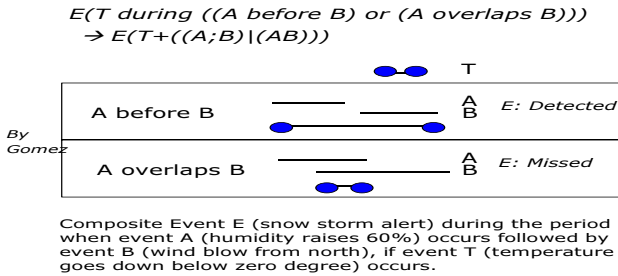 E(T during ((A before B) or (A overlaps B)))
→ E(T+((A;B)|(AB)))
T
A before B
A
B
E: Detected
By
Gomez
A overlaps B
A
B
E: Missed
Composite Event E (snow storm alert) during the period
when event A (humidity raises 60%) occurs followed by
event B (wind blow from north), if event T (temperature
goes down below zero degree) occurs.